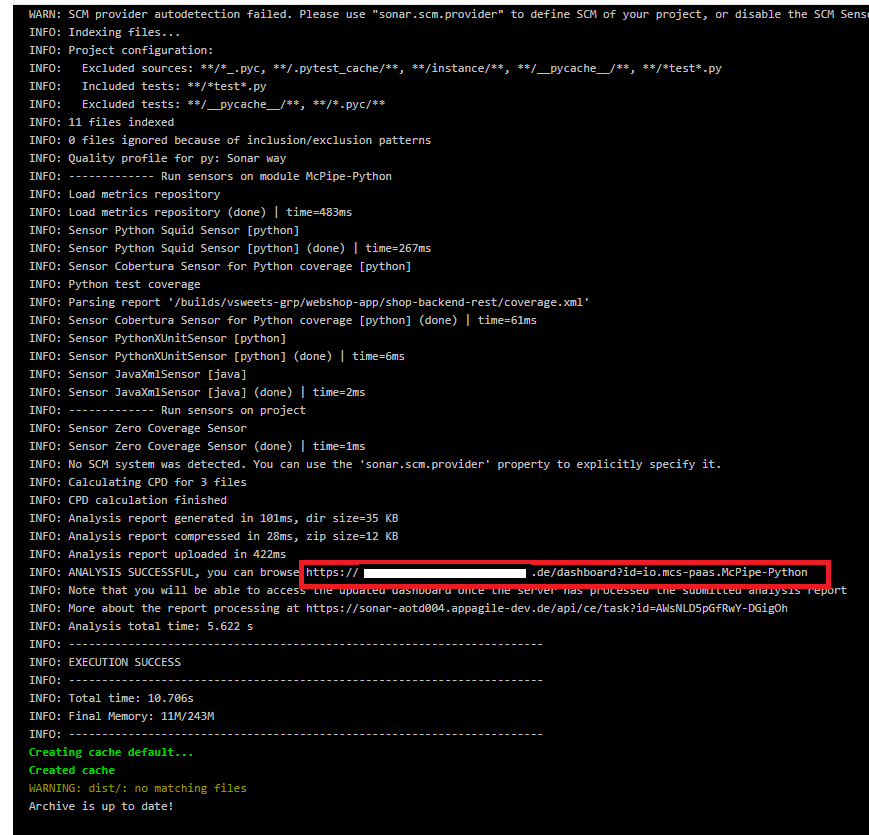 WARN: SCM provider autodetection failed. Please use "sonar.scm.provider" to define SCM of your project, or disable the SCM
INFO: Indexing files...
INFO: Project configuration:
INFO:   Excluded sources: **/*_.pyc, **/.pytest_cache/**, **/instance/**, **/__pycache__/**, **/*test*.py
INFO:   Included tests: **/*test*.py
INFO:   Excluded tests: **/__pycache__/**, **/*.pyc/**
INFO: 11 files indexed
INFO: 0 files ignored because of inclusion/exclusion patterns
INFO: Quality profile for py: Sonar way
INFO: ------------- Run sensors on module McPipe-Python
INFO: Load metrics repository
INFO: Load metrics repository (done) | time=483ms
INFO: Sensor Python Squid Sensor [python]
INFO: Sensor Python Squid Sensor [python] (done) | time=267ms
INFO: Sensor Cobertura Sensor for Python coverage [python]
INFO: Python test coverage
INFO: Parsing report '/builds/vsweets-grp/webshop-app/shop-backend-rest/coverage.xml'
INFO: Sensor Cobertura Sensor for Python coverage [python] (done) | time=61ms
INFO: Sensor PythonXUnitSensor [python]
INFO: Sensor PythonXUnitSensor [python] (done) | time=6ms
INFO: Sensor JavaXmlSensor [java]
INFO: Sensor JavaXmlSensor [java] (done) | time=2ms
INFO: ------------- Run sensors on project
INFO: Sensor Zero Coverage Sensor
INFO: Sensor Zero Coverage Sensor (done) | time=1ms
INFO: No SCM system was detected. You can use the 'sonar.scm.provider' property to explicitly specify it.
INFO: Calculating CPD for 3 files
INFO: CPD calculation finished
INFO: Analysis report generated in 101ms, dir size=35 KB
INFO: Analysis report compressed in 28ms, zip size=12 KB
INFO: Analysis report uploaded in 422ms
INFO: ANALYSIS SUCCESSFUL, you can browse https:// .de/dashboard?id=io.mcs-paas.McPipe-Python
INFO: Note that you will be able to access the updated dashboard once the server has processed the submitted analysis report
INFO: More about the report processing at https://sonar-aotd004.appagile-dev.de/api/ce/task?id=AWsNLD5pGfRwY-DGigOh
INFO: Analysis total time: 5.622 s
INFO: ------------------------------------------------------------------------
INFO: EXECUTION SUCCESS
INFO: ------------------------------------------------------------------------
INFO: Total time: 10.706s
INFO: Final Memory: 11M/243M
INFO: ------------------------------------------------------------------------
Creating cache default...
Created cache
WARNING: dist/: no matching files
Archive is up to date!